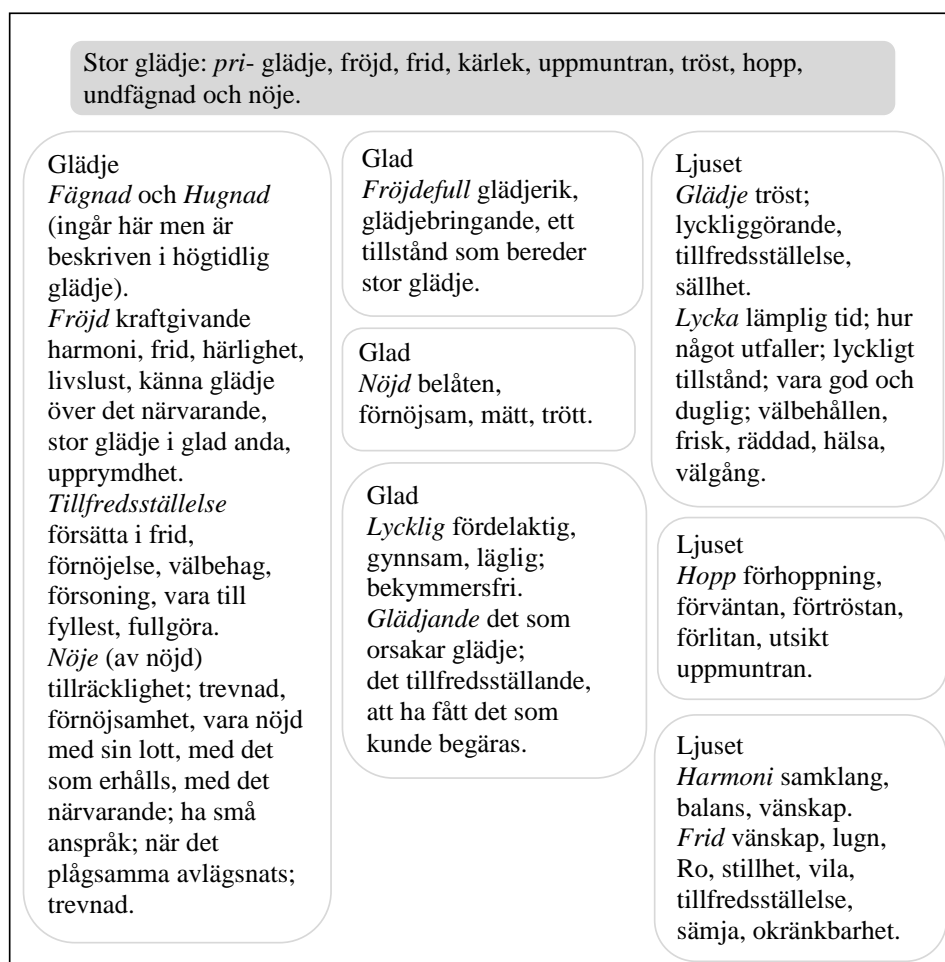 Stor glädje: pri- glädje, fröjd, frid, kärlek, uppmuntran, tröst, hopp,
undfägnad och nöje.
Glädje
Fägnad och Hugnad
(ingår här men är
beskriven i högtidlig
glädje).
Fröjd kraftgivande
harmoni, frid, härlighet,
livslust, känna glädje
över det närvarande,
stor glädje i glad anda,
upprymdhet.
Tillfredsställelse
försätta i frid,
förnöjelse, välbehag,
försoning, vara till
fyllest, fullgöra.
Nöje (av nöjd)
tillräcklighet; trevnad,
förnöjsamhet, vara nöjd
med sin lott, med det
som erhålls, med det
närvarande; ha små
anspråk; när det
plågsamma avlägsnats;
trevnad.
Glad
Fröjdefull glädjerik,
glädjebringande, ett
tillstånd som bereder
stor glädje.
Glad
Nöjd belåten,
förnöjsam, mätt, trött.
Glad
Lycklig fördelaktig,
gynnsam, läglig;
bekymmersfri.
Glädjande det som
orsakar glädje;
det tillfredsställande,
att ha fått det som
kunde begäras.
Ljuset
Glädje tröst;
lyckliggörande,
tillfredsställelse,
sällhet.
Lycka lämplig tid; hur
något utfaller; lyckligt
tillstånd; vara god och
duglig; välbehållen,
frisk, räddad, hälsa,
välgång.
Ljuset
Hopp förhoppning,
förväntan, förtröstan,
förlitan, utsikt
uppmuntran.
Ljuset
Harmoni samklang,
balans, vänskap.
Frid vänskap, lugn,
Ro, stillhet, vila,
tillfredsställelse,
sämja, okränkbarhet.